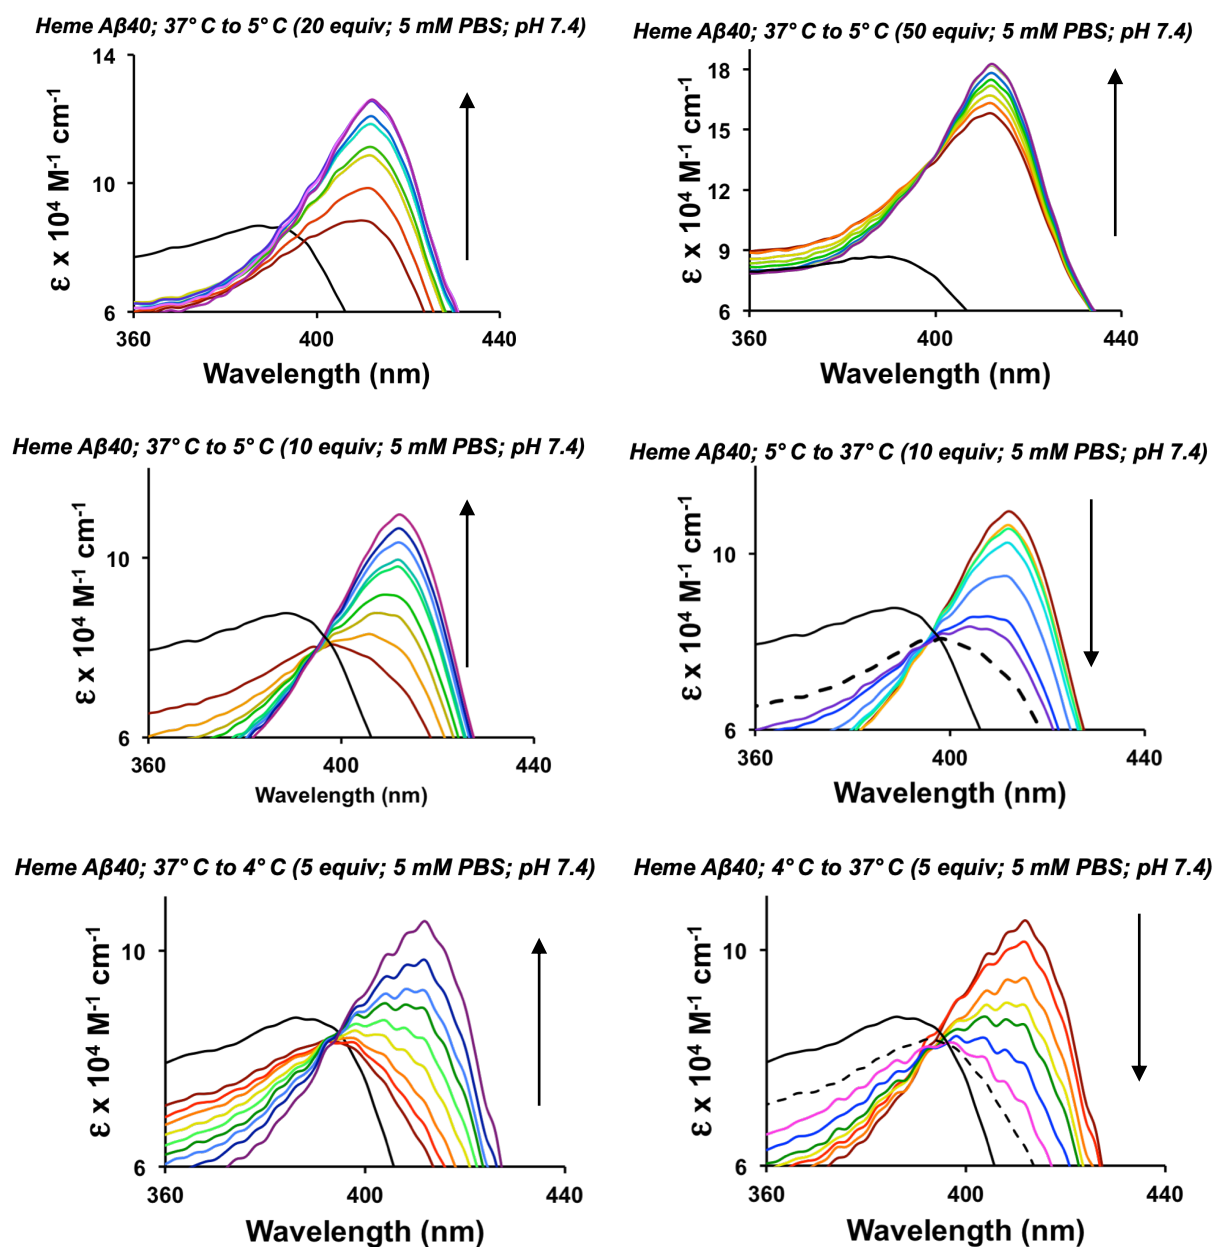 Heme Aβ40; 37° C to 5° C (20 equiv; 5 mM PBS; pH 7.4)
14
10
6
ε x 10⁴ M⁻¹ cm⁻¹
360
400
440
Wavelength (nm)
Heme Aβ40; 37° C to 5° C (50 equiv; 5 mM PBS; pH 7.4)
18
15
12
9
6
ε x 10⁴ M⁻¹ cm⁻¹
360
400
440
Wavelength (nm)
Heme Aβ40; 37° C to 5° C (10 equiv; 5 mM PBS; pH 7.4)
10
6
ε x 10⁴ M⁻¹ cm⁻¹
360
400
440
Wavelength (nm)
Heme Aβ40; 5° C to 37° C (10 equiv; 5 mM PBS; pH 7.4)
10
6
ε x 10⁴ M⁻¹ cm⁻¹
360
400
440
Wavelength (nm)
Heme Aβ40; 37° C to 4° C (5 equiv; 5 mM PBS; pH 7.4)
10
6
ε x 10⁴ M⁻¹ cm⁻¹
360
400
440
Wavelength (nm)
Heme Aβ40; 4° C to 37° C (5 equiv; 5 mM PBS; pH 7.4)
10
6
ε x 10⁴ M⁻¹ cm⁻¹
360
400
440
Wavelength (nm)